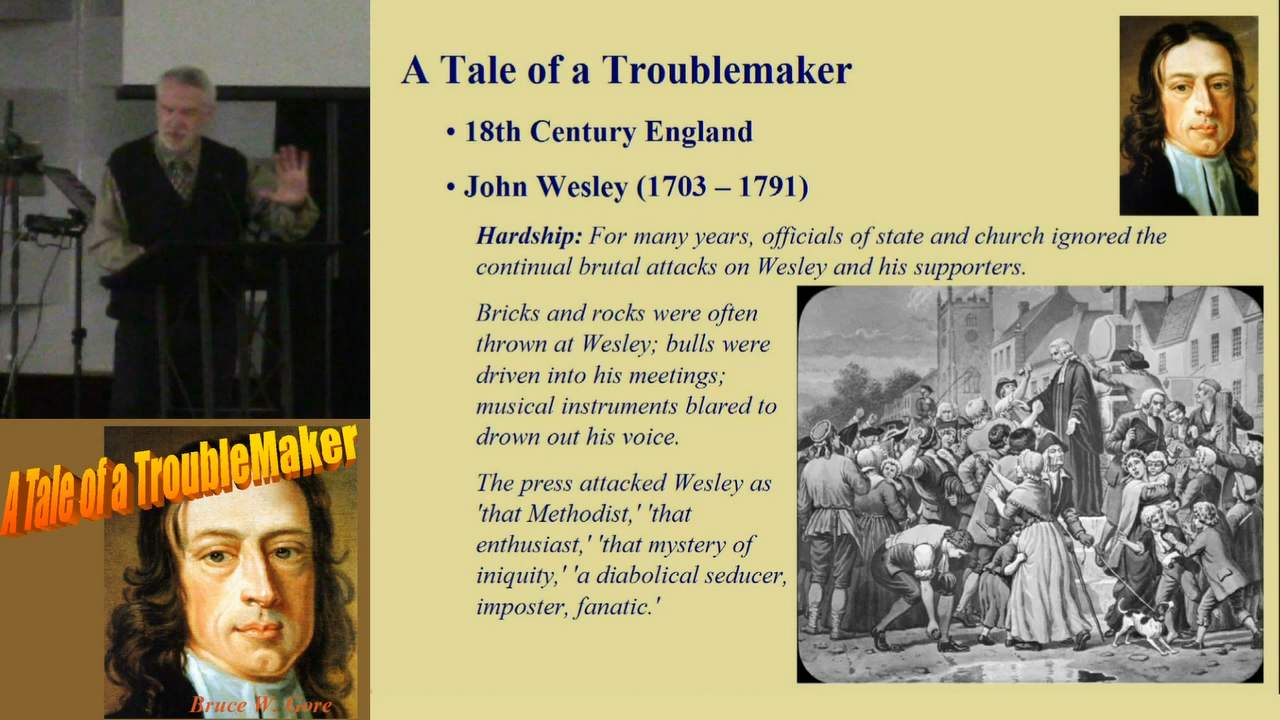 A Tale of a Troublemaker
• 18th Century England
• John Wesley (1703 – 1791)
Hardship: For many years, officials of state and church ignored the
continual brutal attacks on Wesley and his supporters.
Bricks and rocks were often
thrown at Wesley; bulls were
driven into his meetings;
musical instruments blared to
drown out his voice.
The press attacked Wesley as
'that Methodist,' 'that
enthusiast,' 'that mystery of
iniquity,' 'a diabolical seducer,
imposter, fanatic.'
A Tale of a TroubleMaker
Bruce W. Gore